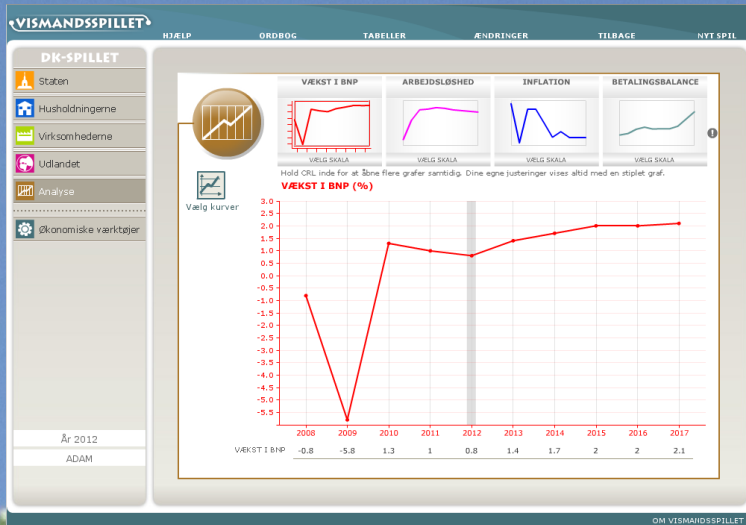 VISMANDSSPILLET
HJÆLP ORDBOG TABELLER ÆNDRINGER TILBAGE NYT SPIL
DK-SPILLET
Staten
Husholdningerne
Virksomhederne
Udlandet
Analyse
Økonomiske værktøjer
År 2012
ADAM
VÆKST I BNP ARBEJDSLØSHED INFLATION BETALINGSBALANCE
VÆLG SKALA VÆLG SKALA VÆLG SKALA VÆLG SKALA
Vælg kurver
Hold CRL inde for at åbne flere grafer samtidig. Dine egne justeringer vises altid med en stiplet graf.
VÆKST I BNP (%)
3.0
2.5
2.0
1.5
1.0
0.5
0.0
-0.5
-1.0
-1.5
-2.0
-2.5
-3.0
-3.5
-4.0
-4.5
-5.0
-5.5
2008 2009 2010 2011 2012 2013 2014 2015 2016 2017
VÆKST I BNP -0.8 -5.8 1.3 1 0.8 1.4 1.7 2 2 2.1
OM VISMANDSSPILLET